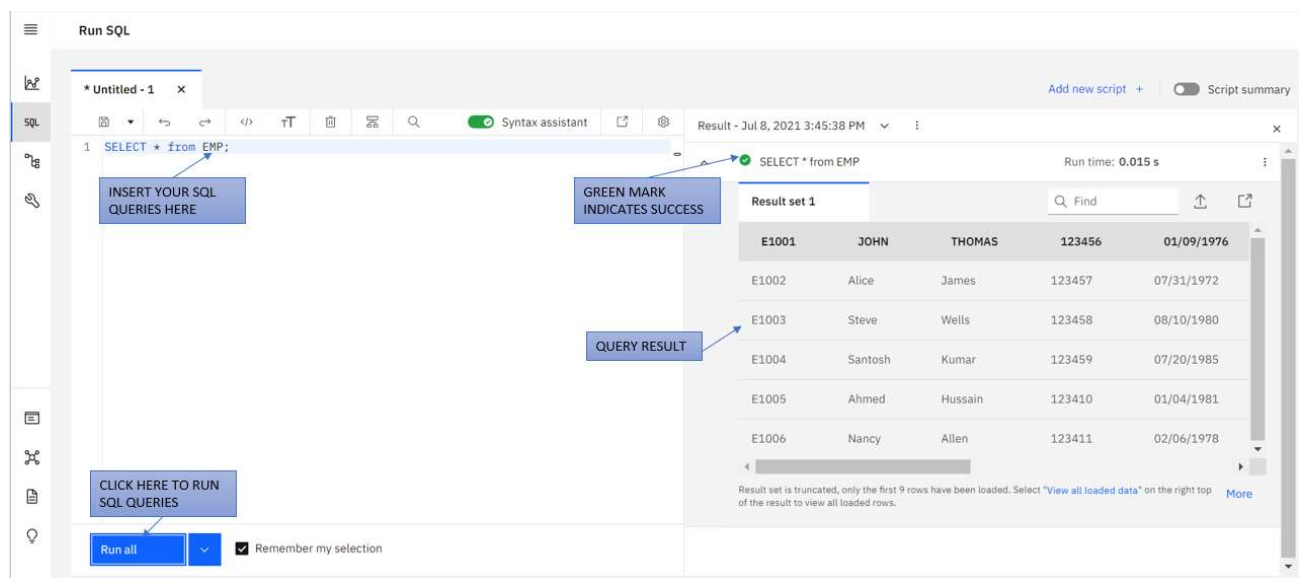 Run SQL
* Untitled - 1 ×
Add new script + Script summary
SQL
</> TT Syntax assistant
Result - Jul 8, 2021 3:45:38 PM
1 SELECT * from EMP;
SELECT * from EMP Run time: 0.015 s
INSERT YOUR SQL
QUERIES HERE
GREEN MARK
INDICATES SUCCESS
Result set 1 Find
E1001 JOHN THOMAS 123456 01/09/1976
E1002 Alice James 123457 07/31/1972
E1003 Steve Wells 123458 08/10/1980
QUERY RESULT
E1004 Santosh Kumar 123459 07/20/1985
E1005 Ahmed Hussain 123410 01/04/1981
E1006 Nancy Allen 123411 02/06/1978
Result set is truncated, only the first 9 rows have been loaded. Select "View all loaded data" on the right top
of the result to view all loaded rows.
More
CLICK HERE TO RUN
SQL QUERIES
Run all Remember my selection